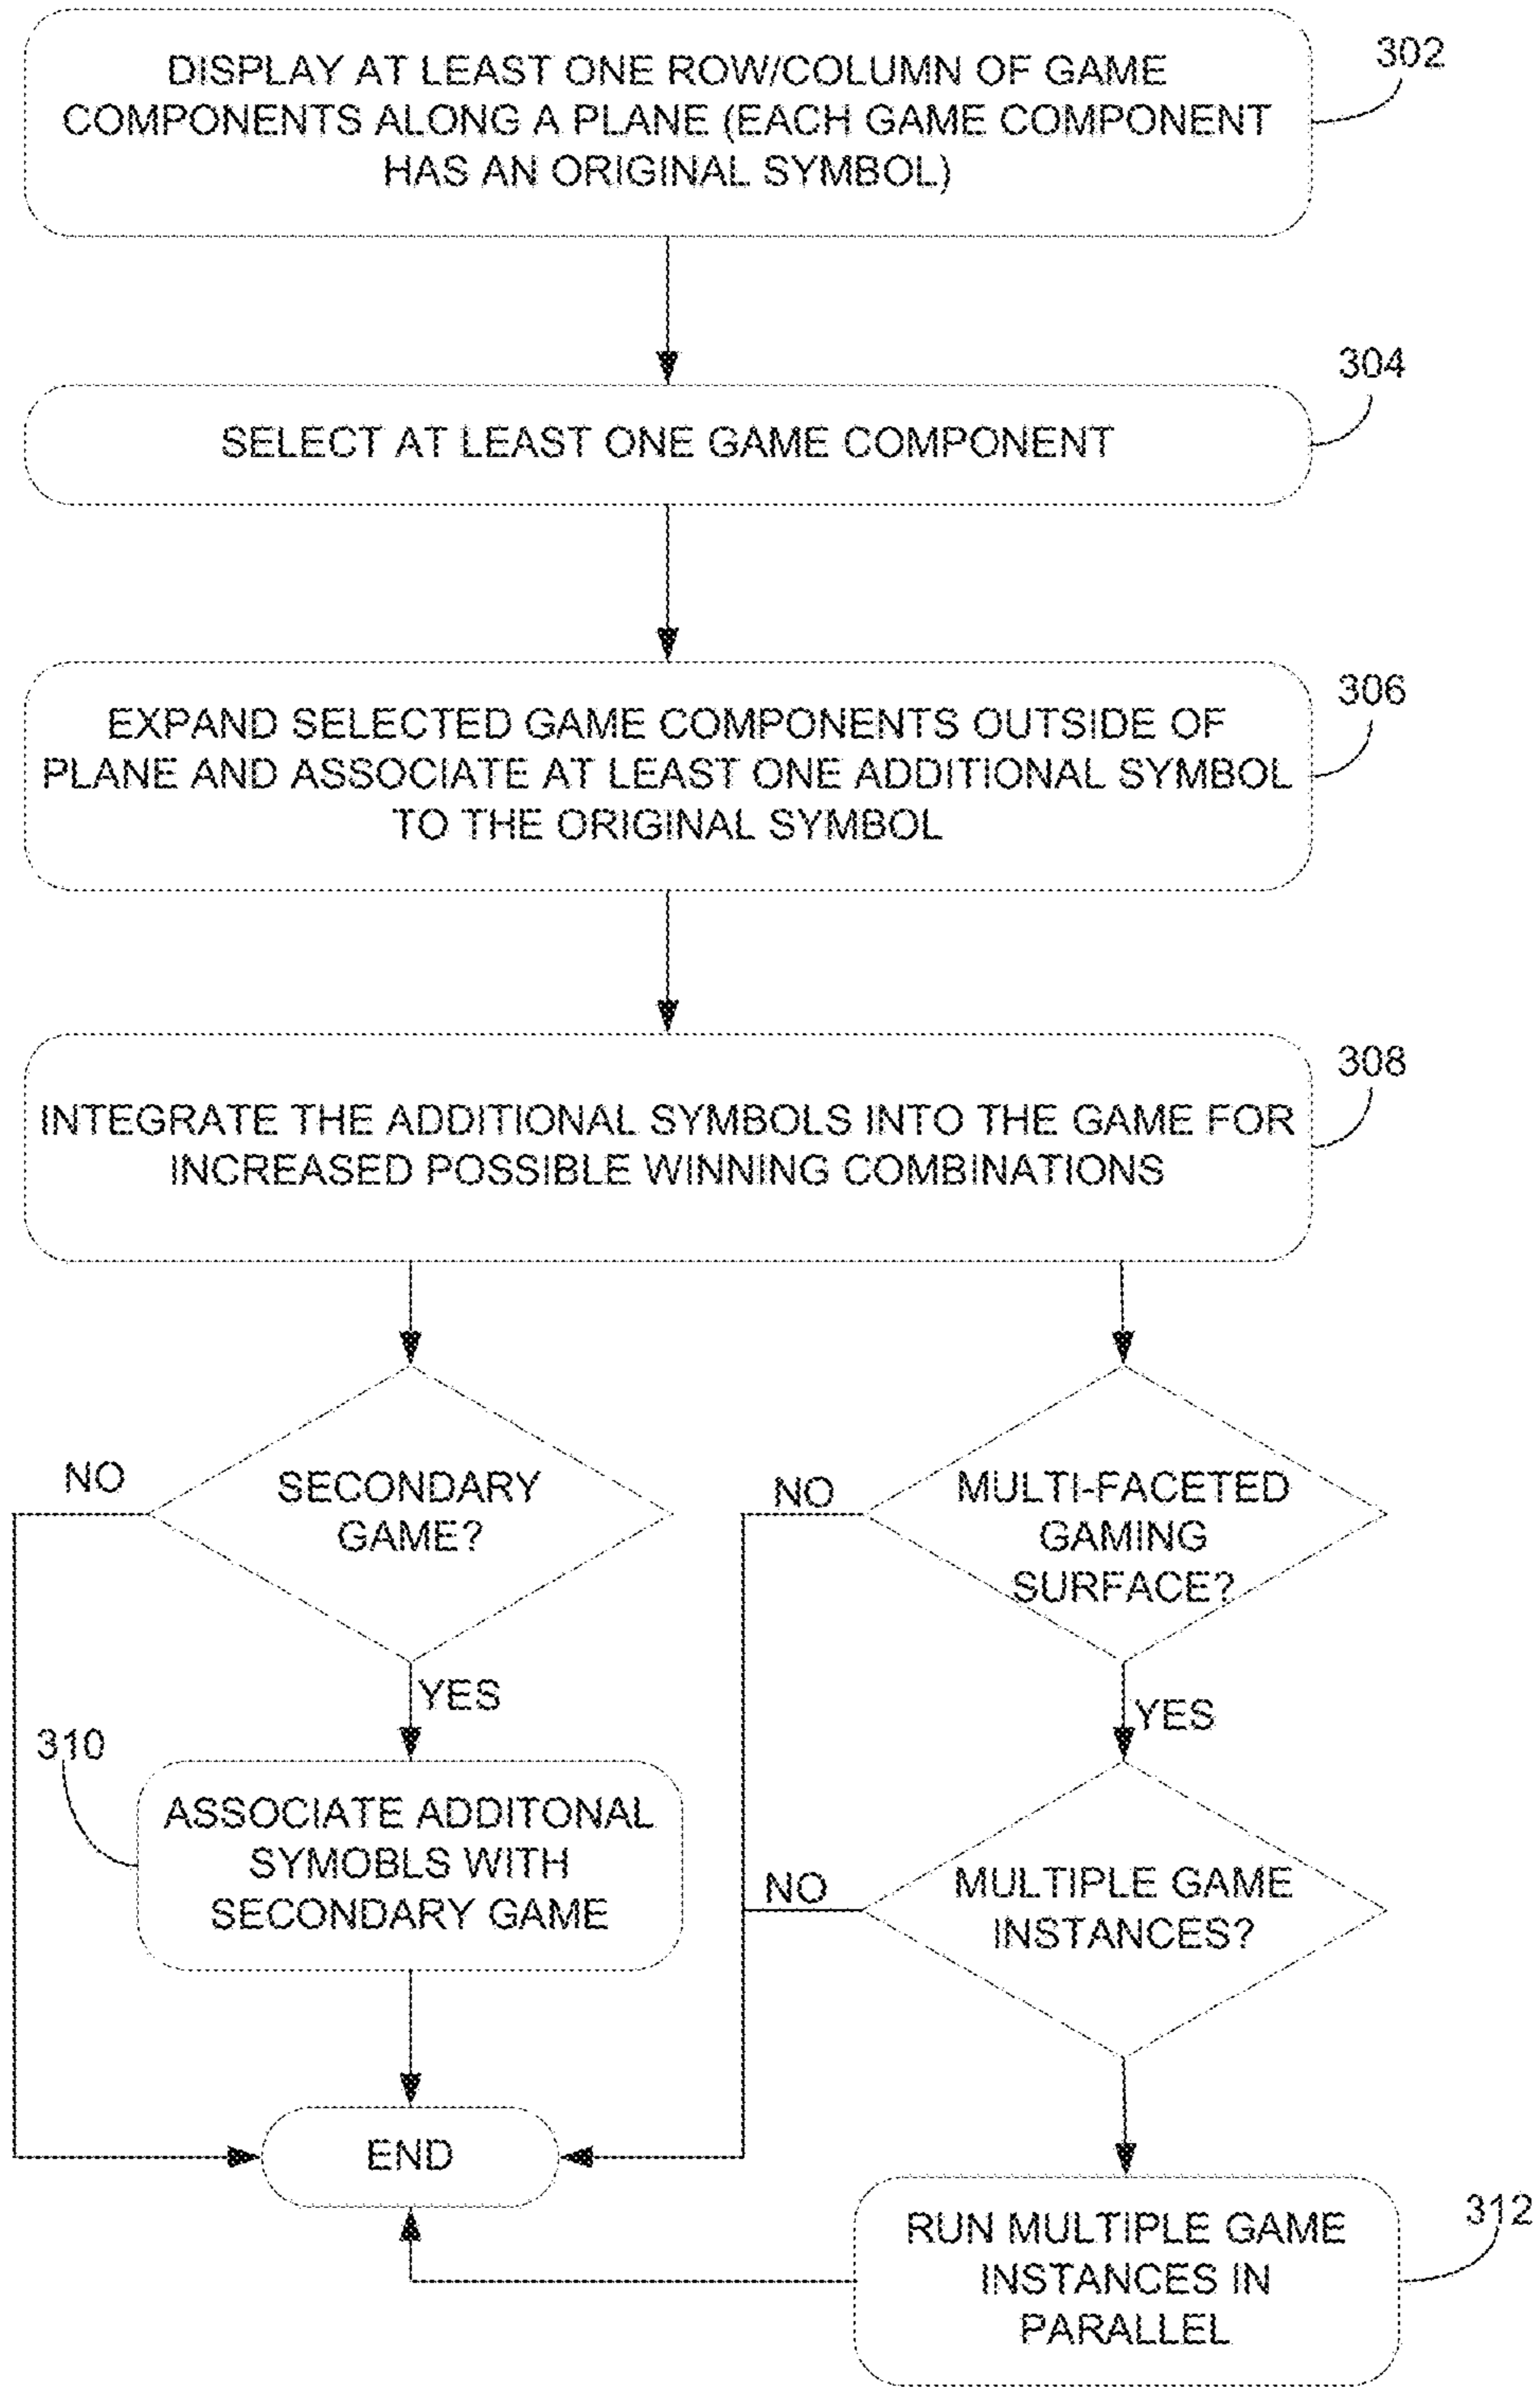 302
DISPLAY AT LEAST ONE ROW/COLUMN OF GAME
COMPONENTS ALONG A PLANE (EACH GAME COMPONENT
HAS AN ORIGINAL SYMBOL)
304
SELECT AT LEAST ONE GAME COMPONENT
306
EXPAND SELECTED GAME COMPONENTS OUTSIDE OF
PLANE AND ASSOCIATE AT LEAST ONE ADDITIONAL SYMBOL
TO THE ORIGINAL SYMBOL
308
INTEGRATE THE ADDITIONAL SYMBOLS INTO THE GAME FOR
INCREASED POSSIBLE WINNING COMBINATIONS
NO
SECONDARY
GAME?
YES
310
ASSOCIATE ADDITONAL
SYMOBLS WITH
SECONDARY GAME
NO
MULTI-FACETED
GAMING
SURFACE?
YES
NO
MULTIPLE GAME
INSTANCES?
END
312
RUN MULTIPLE GAME
INSTANCES IN
PARALLEL